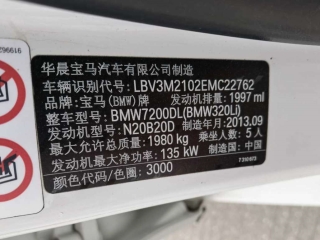 华晨宝马汽车有限公司制造
车辆识别代号: LBV3M2102EMC22762
品牌: 宝马(BMW)牌 发动机排量: 1997 ml
整车型号: BMW7200DL(BMW320Li)
发动机型号: N20B20D 制造年月: 2013.09
最大允许总质量: 1980 kg 乘坐人数: 5 人
发动机最大净功率: 135 kW 制造国: 中国
颜色代码/色圈: 3000